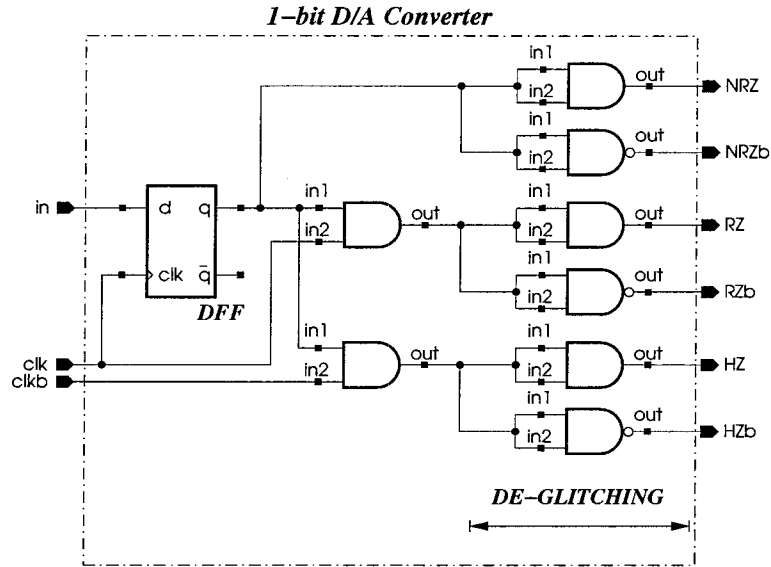 1-bit D/A Converter
in1
out
in2
NRZ
in1
out
in2
NRZb
in
d
q
in1
out
in2
in1
out
in2
RZ
clk
q̅
DFF
in1
out
in2
RZb
clk
clkb
in1
out
in2
in1
out
in2
HZ
in1
out
in2
HZb
DE-GLITCHING